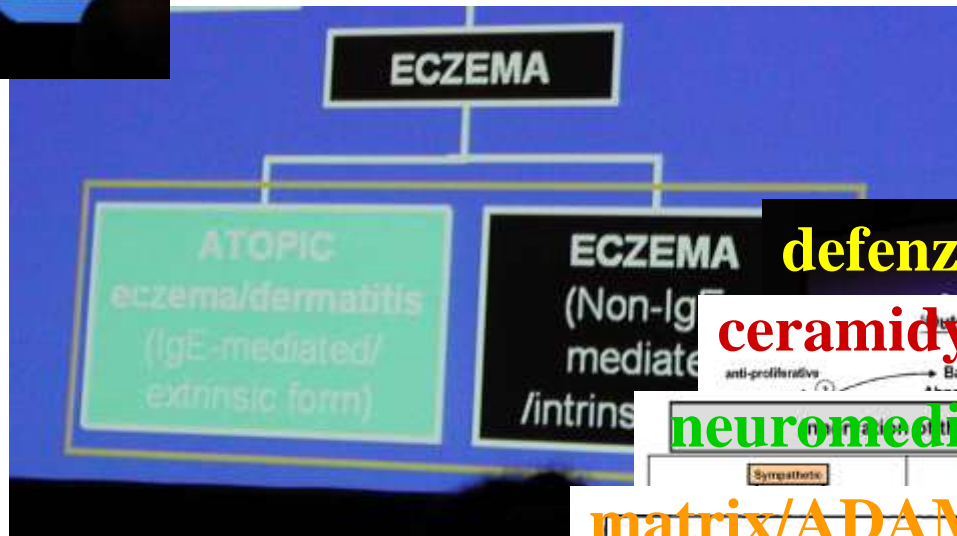 ECZEMA
ATOPIC
eczema/dermatitis
(IgE-mediated/
extrinsic form)
ECZEMA
(Non-Ig
mediate
/intrins
defenz
ceramidy
anti-proliferative
neuromedi
Sympathetic
matrix/ADAM